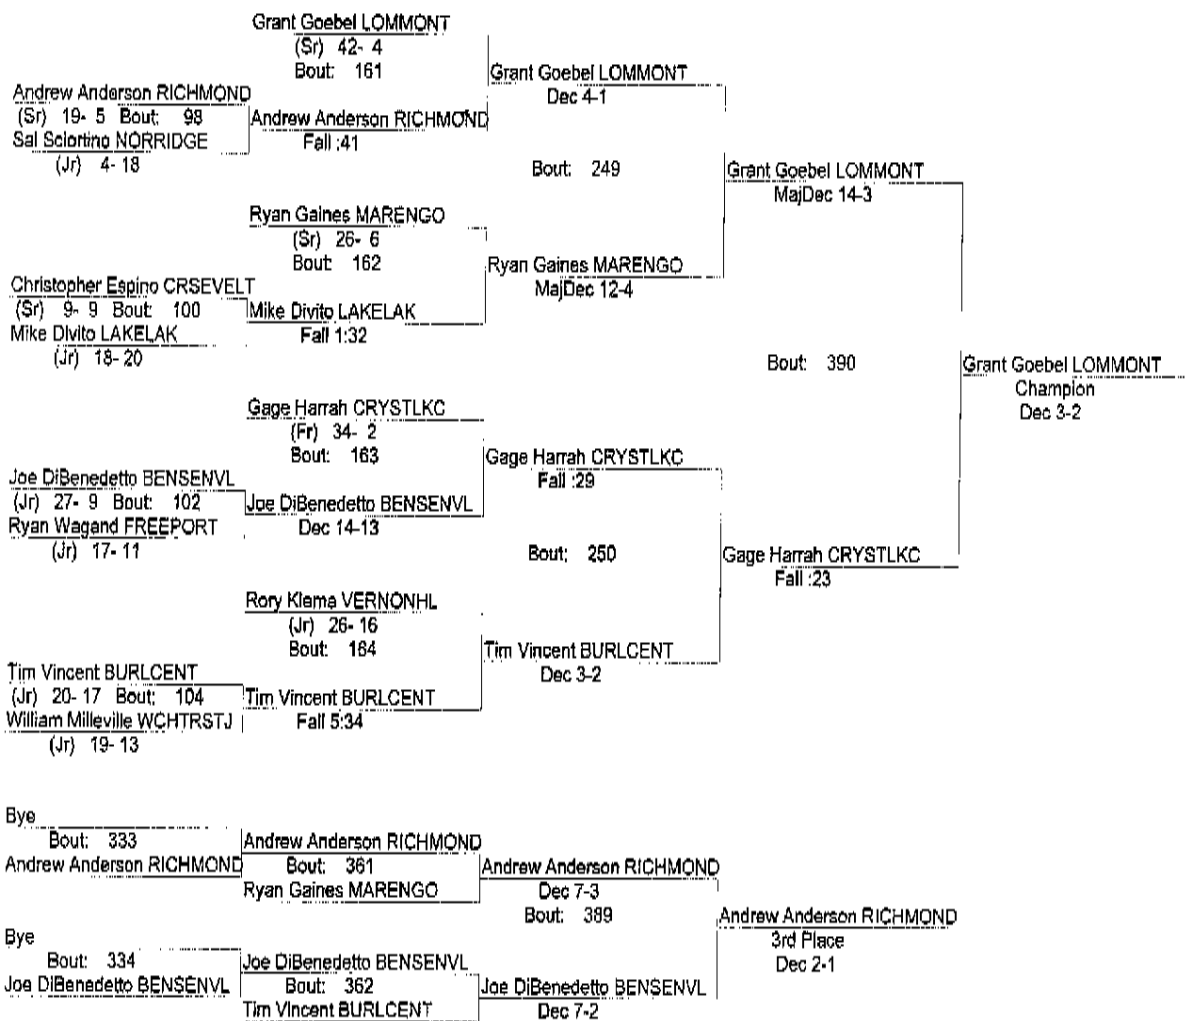 Grant Goebel LOMMONT
(Sr) 42- 4
Bout: 161
Grant Goebel LOMMONT
Dec 4-1
Andrew Anderson RICHMOND
(Sr) 19- 5 Bout: 98
Sal Sciortino NORRIDGE
(Jr) 4- 18
Andrew Anderson RICHMOND
Fall :41
Bout: 249
Grant Goebel LOMMONT
MajDec 14-3
Ryan Gaines MARENGO
(Sr) 26- 6
Bout: 162
Ryan Gaines MARENGO
MajDec 12-4
Christopher Espino CRSEVELT
(Sr) 9- 9 Bout: 100
Mike Divito LAKELAK
(Jr) 18- 20
Mike Divito LAKELAK
Fall 1:32
Bout: 390
Grant Goebel LOMMONT
Champion
Dec 3-2
Gage Harrah CRYSTLKC
(Fr) 34- 2
Bout: 163
Gage Harrah CRYSTLKC
Fall :29
Joe DiBenedetto BENSENVL
(Jr) 27- 9 Bout: 102
Ryan Wagand FREEPORT
(Jr) 17- 11
Joe DiBenedetto BENSENVL
Dec 14-13
Bout: 250
Gage Harrah CRYSTLKC
Fall :23
Rory Klema VERNONHL
(Jr) 26- 16
Bout: 164
Tim Vincent BURLCENT
Dec 3-2
Tim Vincent BURLCENT
(Jr) 20- 17 Bout: 104
William Milleville WCHTRSTJ
(Jr) 19- 13
Tim Vincent BURLCENT
Fall 5:34
Bye
Bout: 333
Andrew Anderson RICHMOND
Andrew Anderson RICHMOND
Bout: 361
Ryan Gaines MARENGO
Andrew Anderson RICHMOND
Dec 7-3
Bout: 389
Andrew Anderson RICHMOND
3rd Place
Dec 2-1
Bye
Bout: 334
Joe DiBenedetto BENSENVL
Joe DiBenedetto BENSENVL
Bout: 362
Tim Vincent BURLCENT
Joe DiBenedetto BENSENVL
Dec 7-2